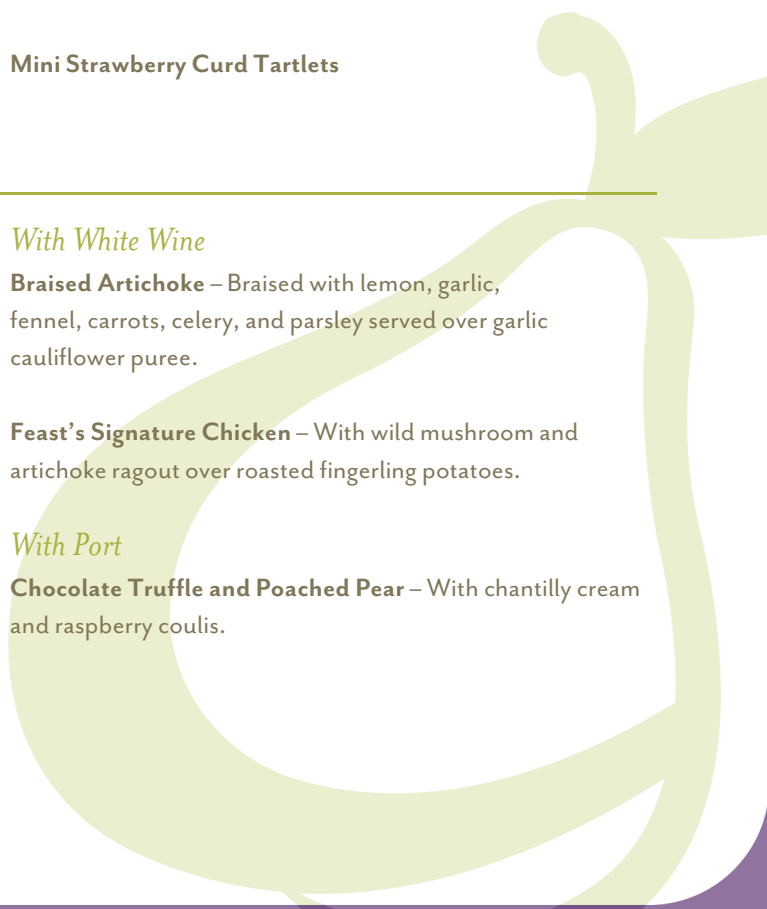 Mini Strawberry Curd Tartlets
With White Wine
Braised Artichoke – Braised with lemon, garlic,
fennel, carrots, celery, and parsley served over garlic
cauliflower puree.
Feast’s Signature Chicken – With wild mushroom and
artichoke ragout over roasted fingerling potatoes.
With Port
Chocolate Truffle and Poached Pear – With chantilly cream
and raspberry coulis.